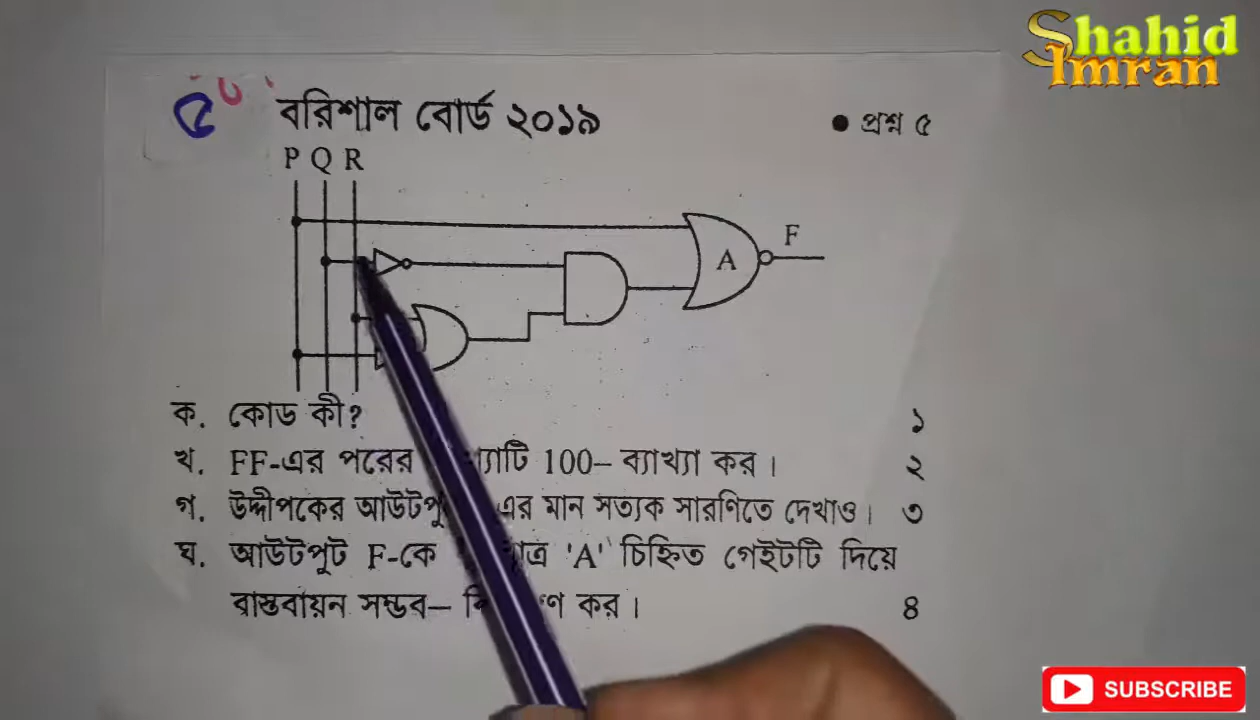 Shahid
Imran
৫
বরিশাল বোর্ড ২০১৯
● প্রশ্ন ৫
P Q R
F
A
ক. কোড কী? ১
খ. FF-এর পরের 100– ব্যাখ্যা কর। ২
গ. উদ্দীপকের এর মান সত্যক সারণিতে দেখাও। ৩
ঘ. আউটপুট F-কে 'A' চিহ্নিত গেইটটি দিয়ে
বাস্তবায়ন সম্ভব– কর। ৪
SUBSCRIBE